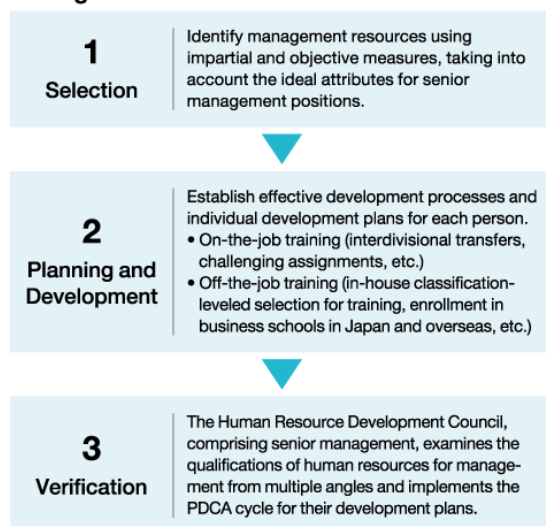 1
Selection
Identify management resources using
impartial and objective measures, taking into
account the ideal attributes for senior
management positions.
2
Planning and
Development
Establish effective development processes and
individual development plans for each person.
• On-the-job training (interdivisional transfers,
challenging assignments, etc.)
• Off-the-job training (in-house classification-
leveled selection for training, enrollment in
business schools in Japan and overseas, etc.)
3
Verification
The Human Resource Development Council,
comprising senior management, examines the
qualifications of human resources for manage-
ment from multiple angles and implements the
PDCA cycle for their development plans.